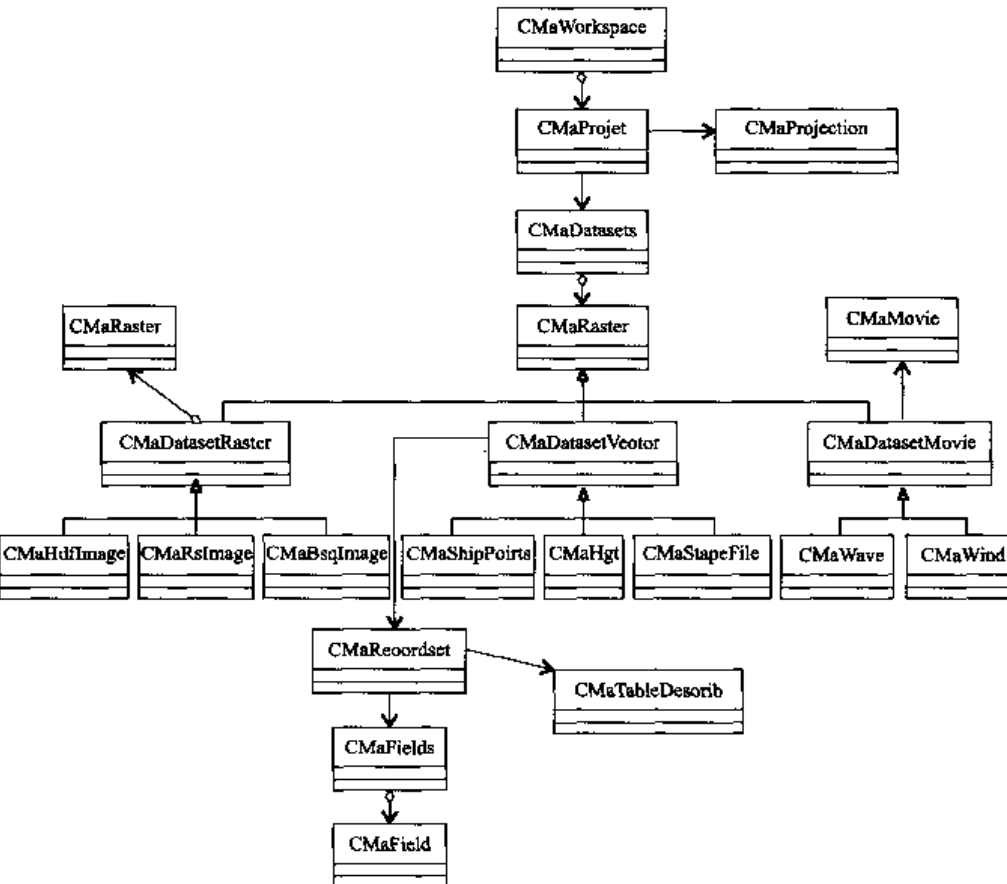 CMaWorkspace
CMaProjet
CMaProjection
CMaDatasets
CMaRaster
CMaRaster
CMaMovie
CMaDatasetRaster
CMaDatasetVeotor
CMaDatasetMovie
CMaHdfImage
CMaRsImage
CMaBsqImage
CMaShipPoirts
CMaHgt
CMaStapeFile
CMaWave
CMaWind
CMaReoordset
CMaTableDesorib
CMaFields
CMaField